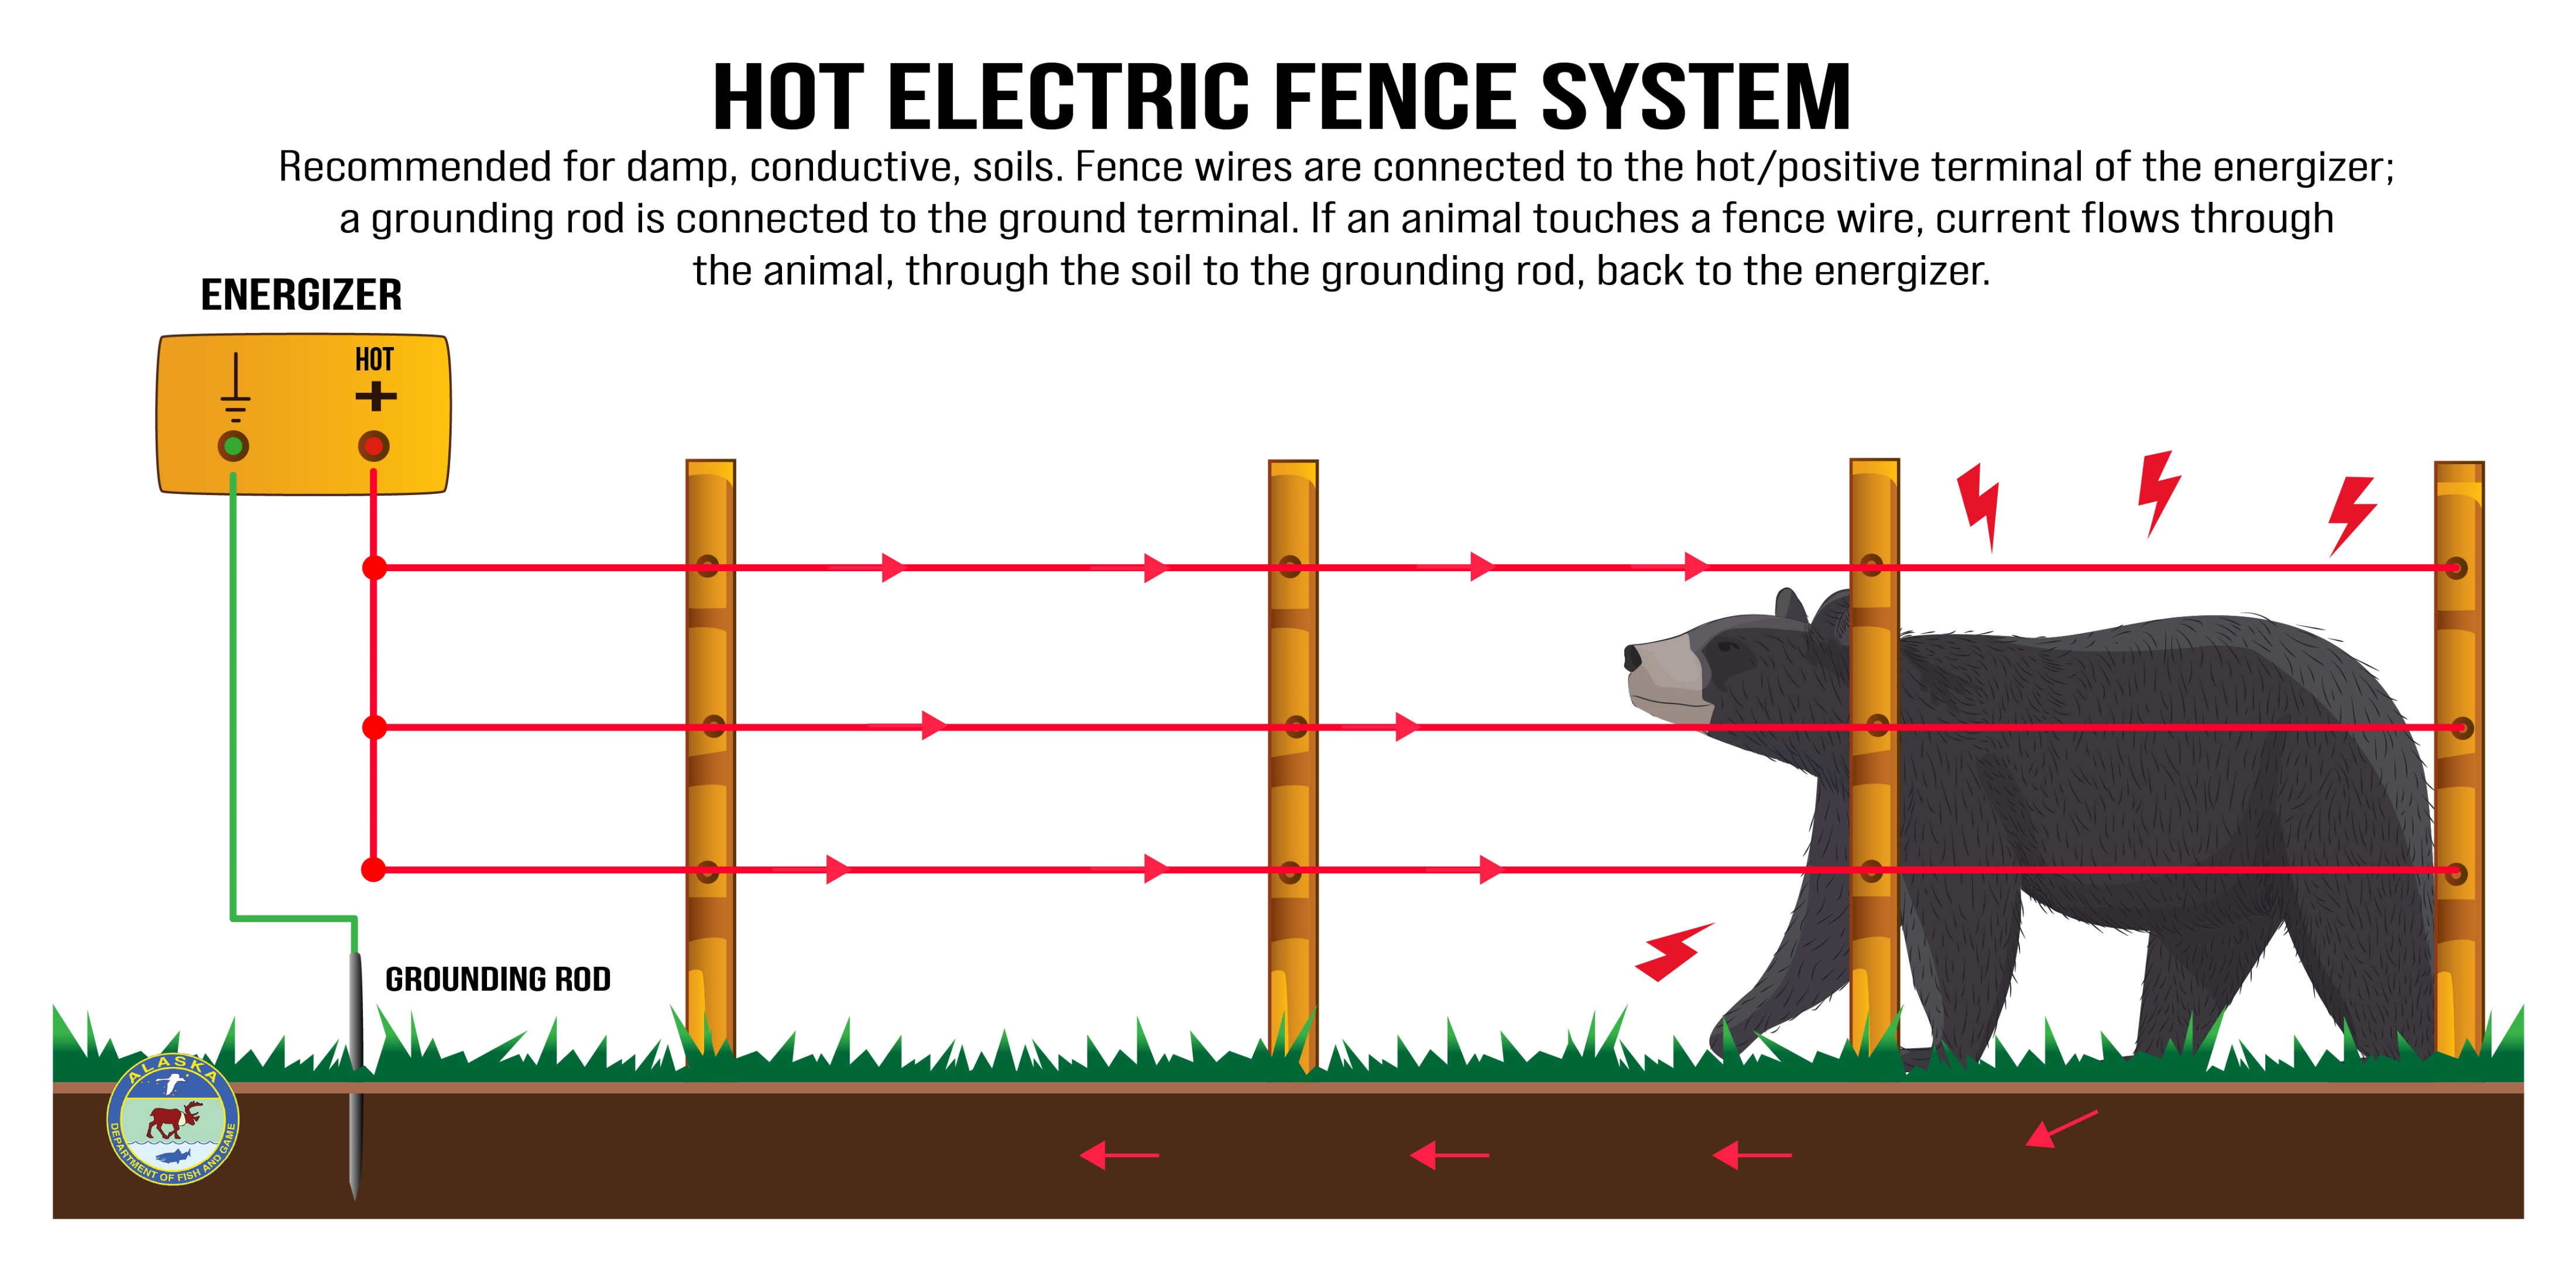 HOT ELECTRIC FENCE SYSTEM
Recommended for damp, conductive, soils. Fence wires are connected to the hot/positive terminal of the energizer;
a grounding rod is connected to the ground terminal. If an animal touches a fence wire, current flows through
the animal, through the soil to the grounding rod, back to the energizer.
ENERGIZER
HOT
+
GROUNDING ROD
ALASKA
DEPARTMENT OF FISH AND GAME